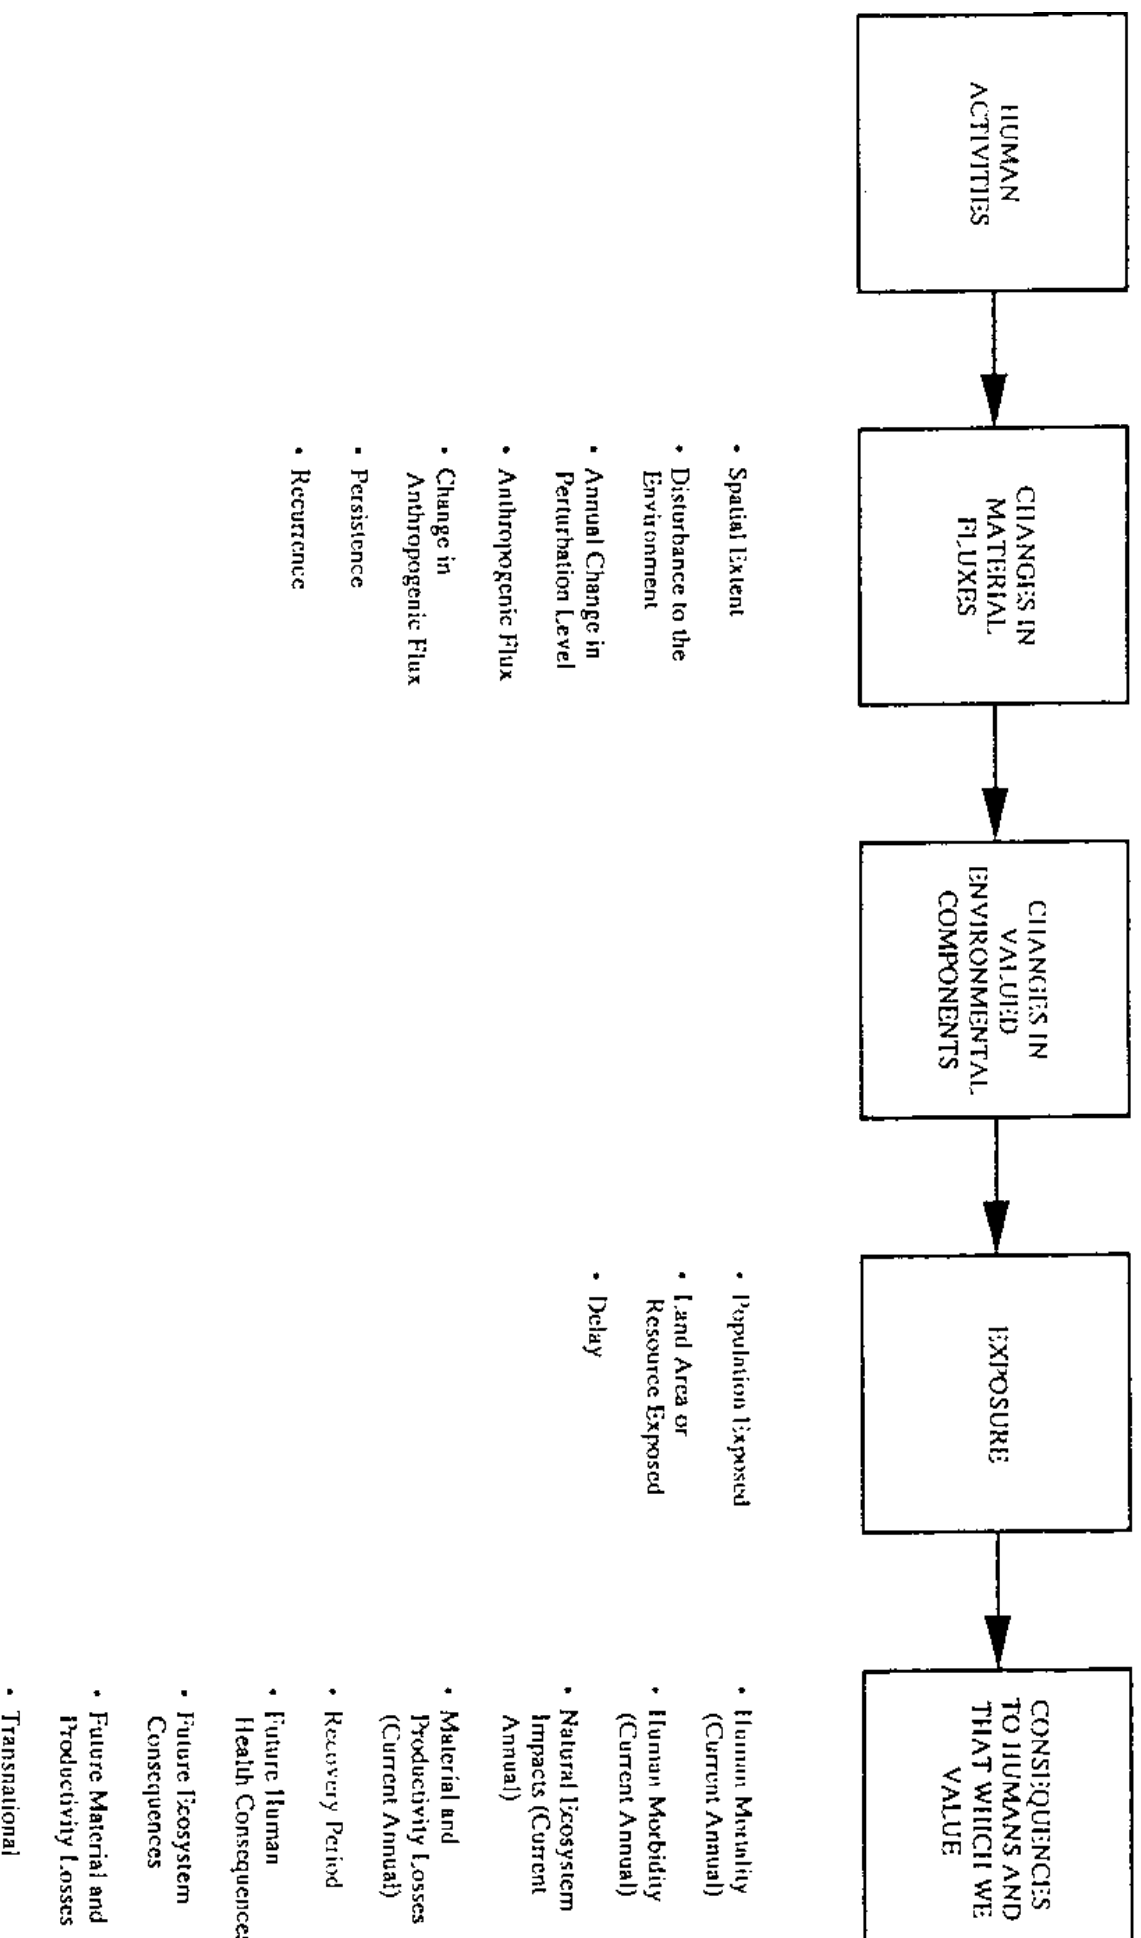 HUMAN
ACTIVITIES
CHANGES IN
MATERIAL
FLUXES
• Spatial Extent
• Disturbance to the
Environment
• Annual Change in
Perturbation Level
• Anthropogenic Flux
• Change in
Anthropogenic Flux
• Persistence
• Recurrence
CHANGES IN
VALUED
ENVIRONMENTAL
COMPONENTS
EXPOSURE
• Population Exposed
• Land Area or
Resource Exposed
• Delay
CONSEQUENCES
TO HUMANS AND
THAT WHICH WE
VALUE
• Human Mortality
(Current Annual)
• Human Morbidity
(Current Annual)
• Natural Ecosystem
Impacts (Current
Annual)
• Material and
Productivity Losses
(Current Annual)
• Recovery Period
• Future Human
Health Consequences
• Future Ecosystem
Consequences
• Future Material and
Productivity Losses
• Transnational